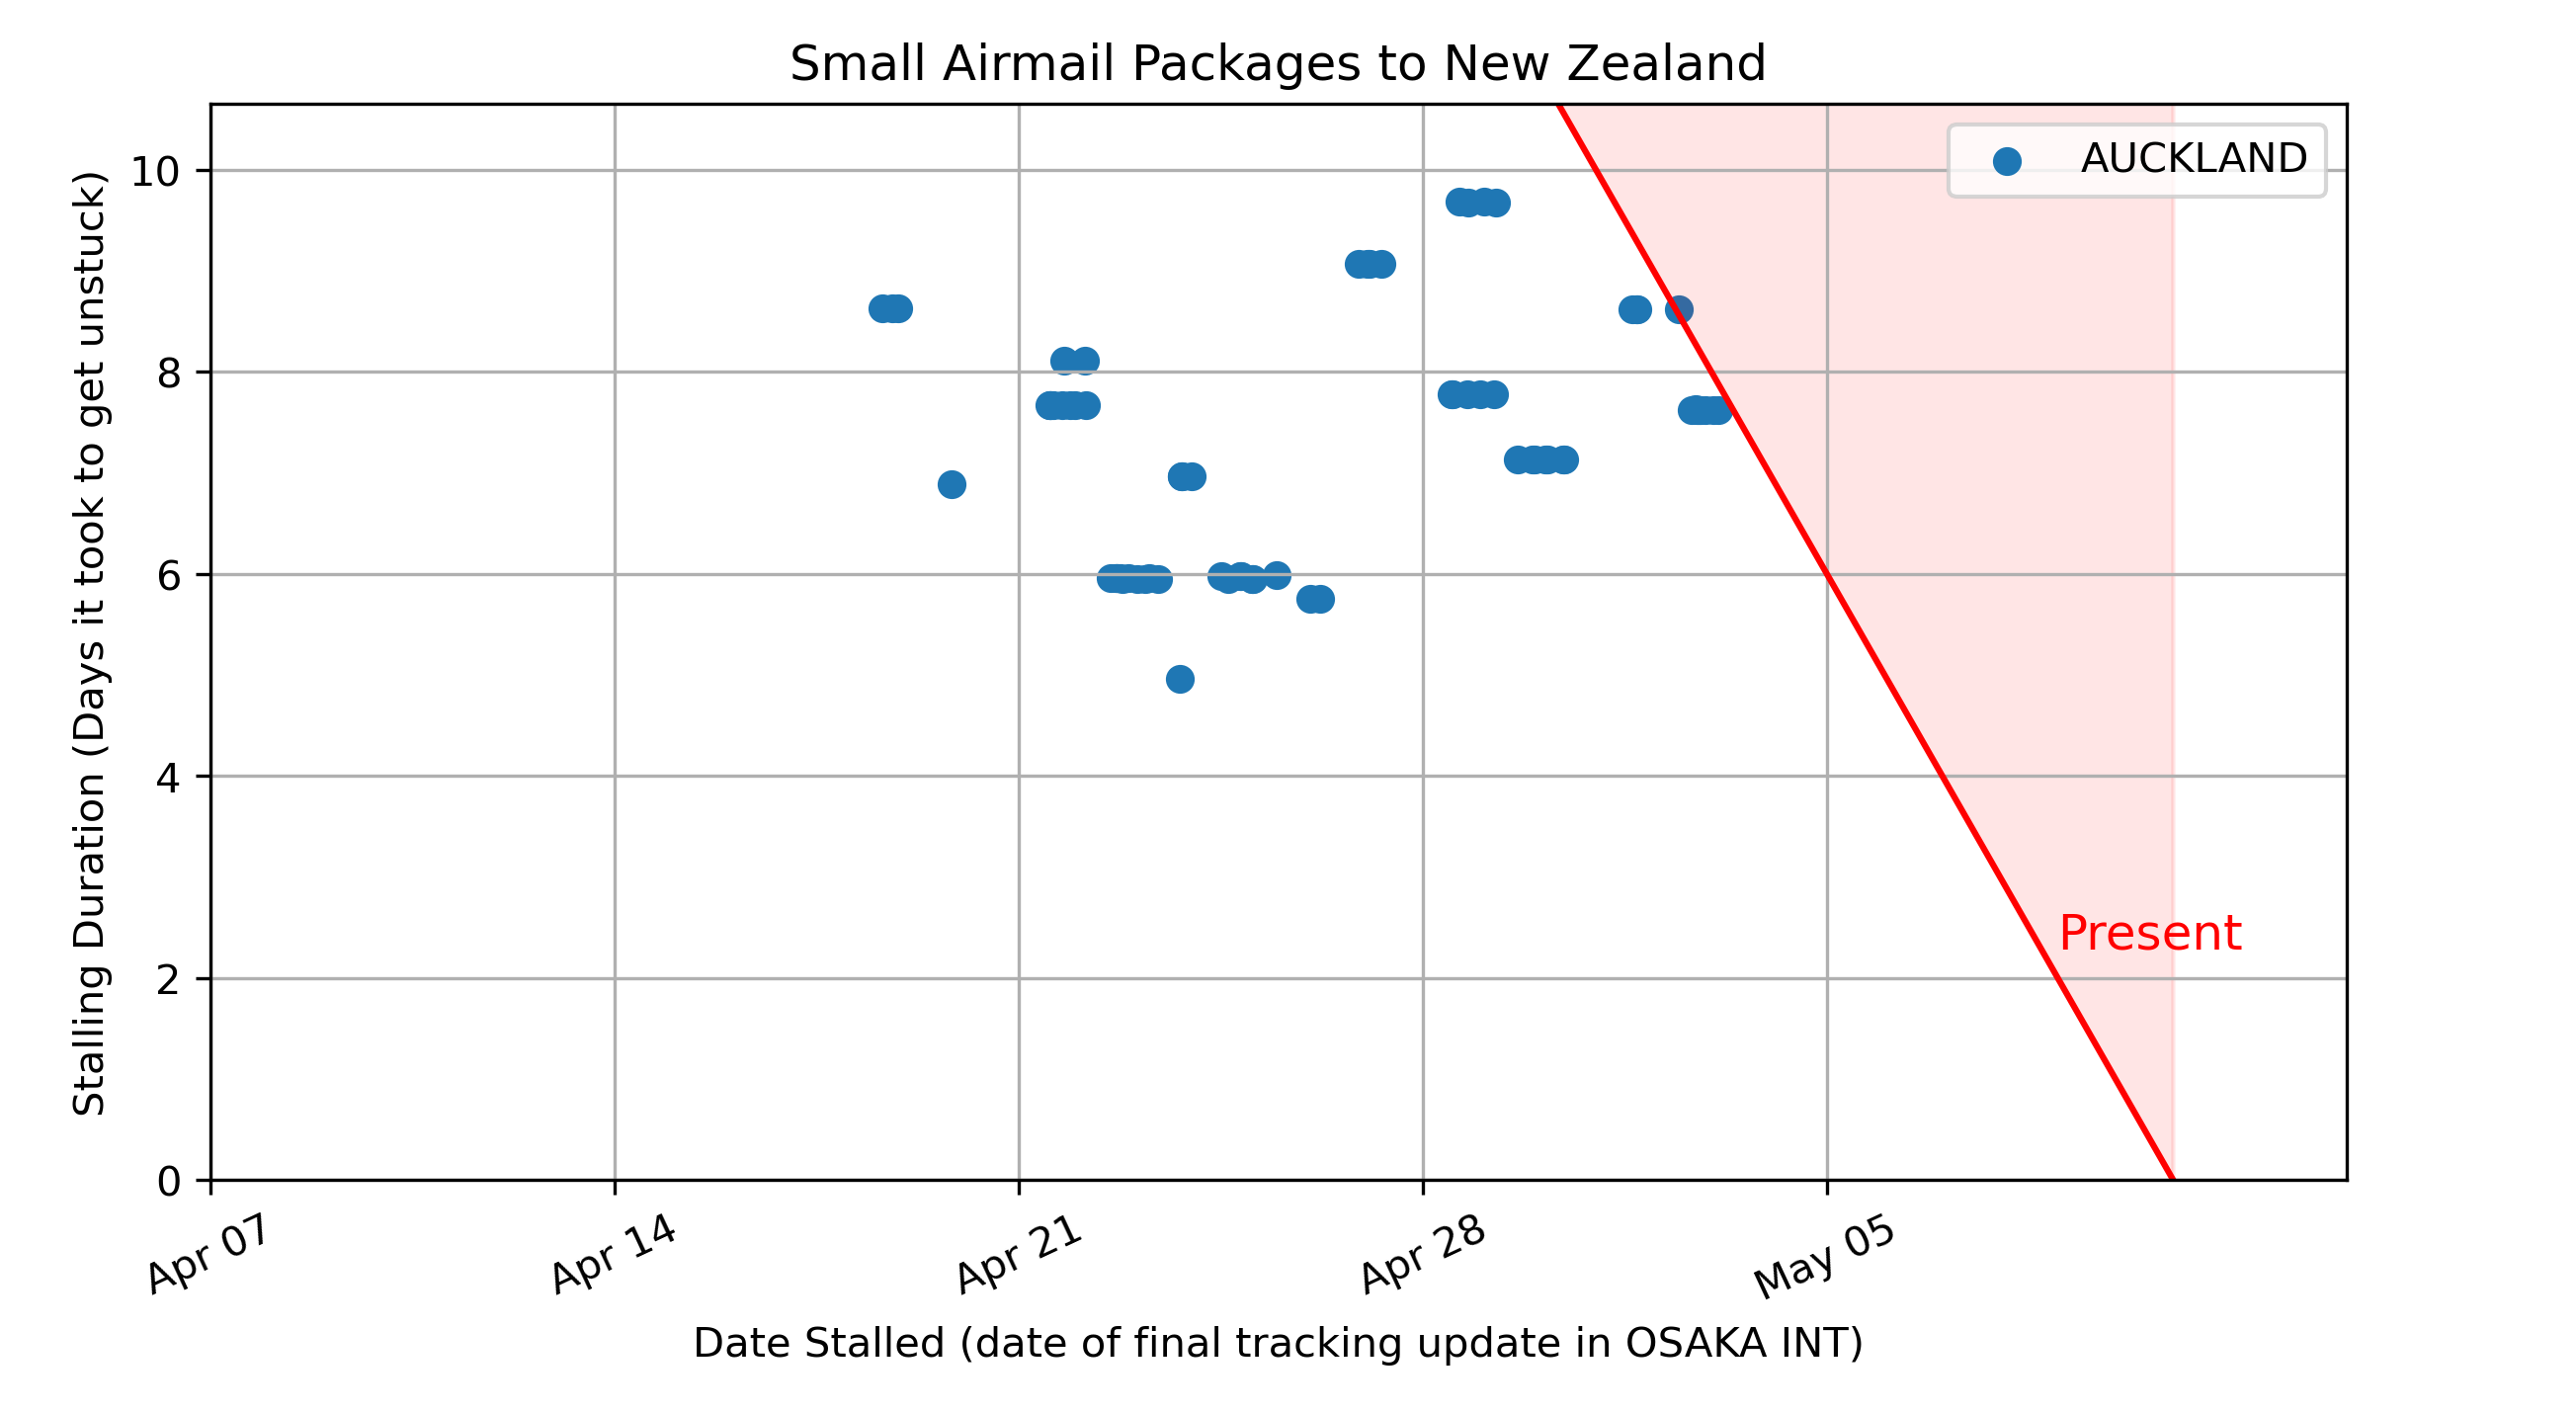 Small Airmail Packages to New Zealand
Stalling Duration (Days it took to get unstuck)
10
8
6
4
2
0
AUCKLAND
Present
Apr 07
Apr 14
Apr 21
Apr 28
May 05
Date Stalled (date of final tracking update in OSAKA INT)